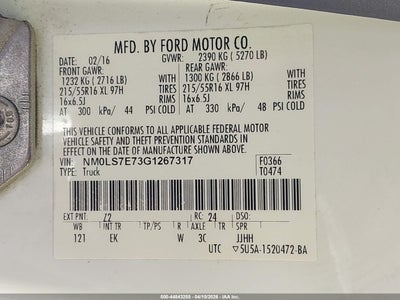 MFD. BY FORD MOTOR CO.
DATE: 02/16 GVWR: 2390 KG ( 5270 LB)
FRONT GAWR: REAR GAWR:
1232 KG ( 2716 LB) WITH 1300 KG ( 2866 LB) WITH
215/55R16 XL 97H TIRES 215/55R16 XL 97H TIRES
16x6.5J RIMS 16x6.5J RIMS
AT 300 kPA/ 44 PSI COLD AT 330 kPA/ 48 PSI COLD
THIS VEHICLE CONFORMS TO ALL APPLICABLE FEDERAL MOTOR
VEHICLE SAFETY AND THEFT PREVENTION STANDARDS
IN EFFECT ON THE DATE OF MANUFACTURE SHOWN ABOVE.
VIN: NM0LS7E73G1267317 F0366
TYPE: Truck T0474
EXT PNT: Z2 RC: 24 DSO:
WB INT TR TP/PS R AXLE TR
121 EK W 3C JJHH
UTC 5U5A-1520472-BA